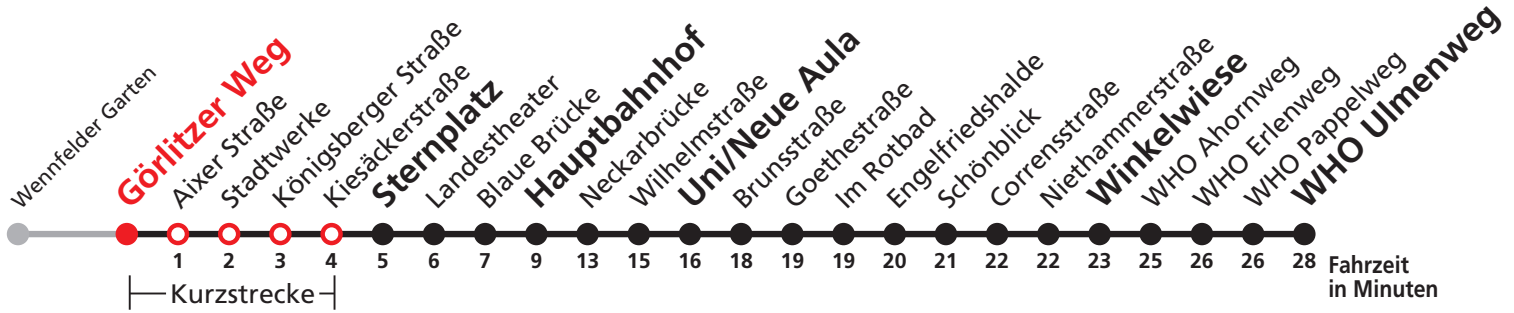 Wennfelder Garten
Görlitzer Weg
Aixer Straße
Stadtwerke
Königsberger Straße
Kiesäckerstraße
Sternplatz
Landestheater
Blaue Brücke
Hauptbahnhof
Neckarbrücke
Wilhelmstraße
Uni/Neue Aula
Brunsstraße
Goethestraße
Im Rotbad
Engelfriedshalde
Schönblick
Corrensstraße
Niethammerstraße
Winkelwiese
WHO Ahornweg
WHO Erlenweg
WHO Pappelweg
WHO Ulmenweg
1 2 3 4 5 6 7 9 13 15 16 18 19 19 20 21 22 22 23 25 26 26 28
Fahrzeit
in Minuten
Kurzstrecke